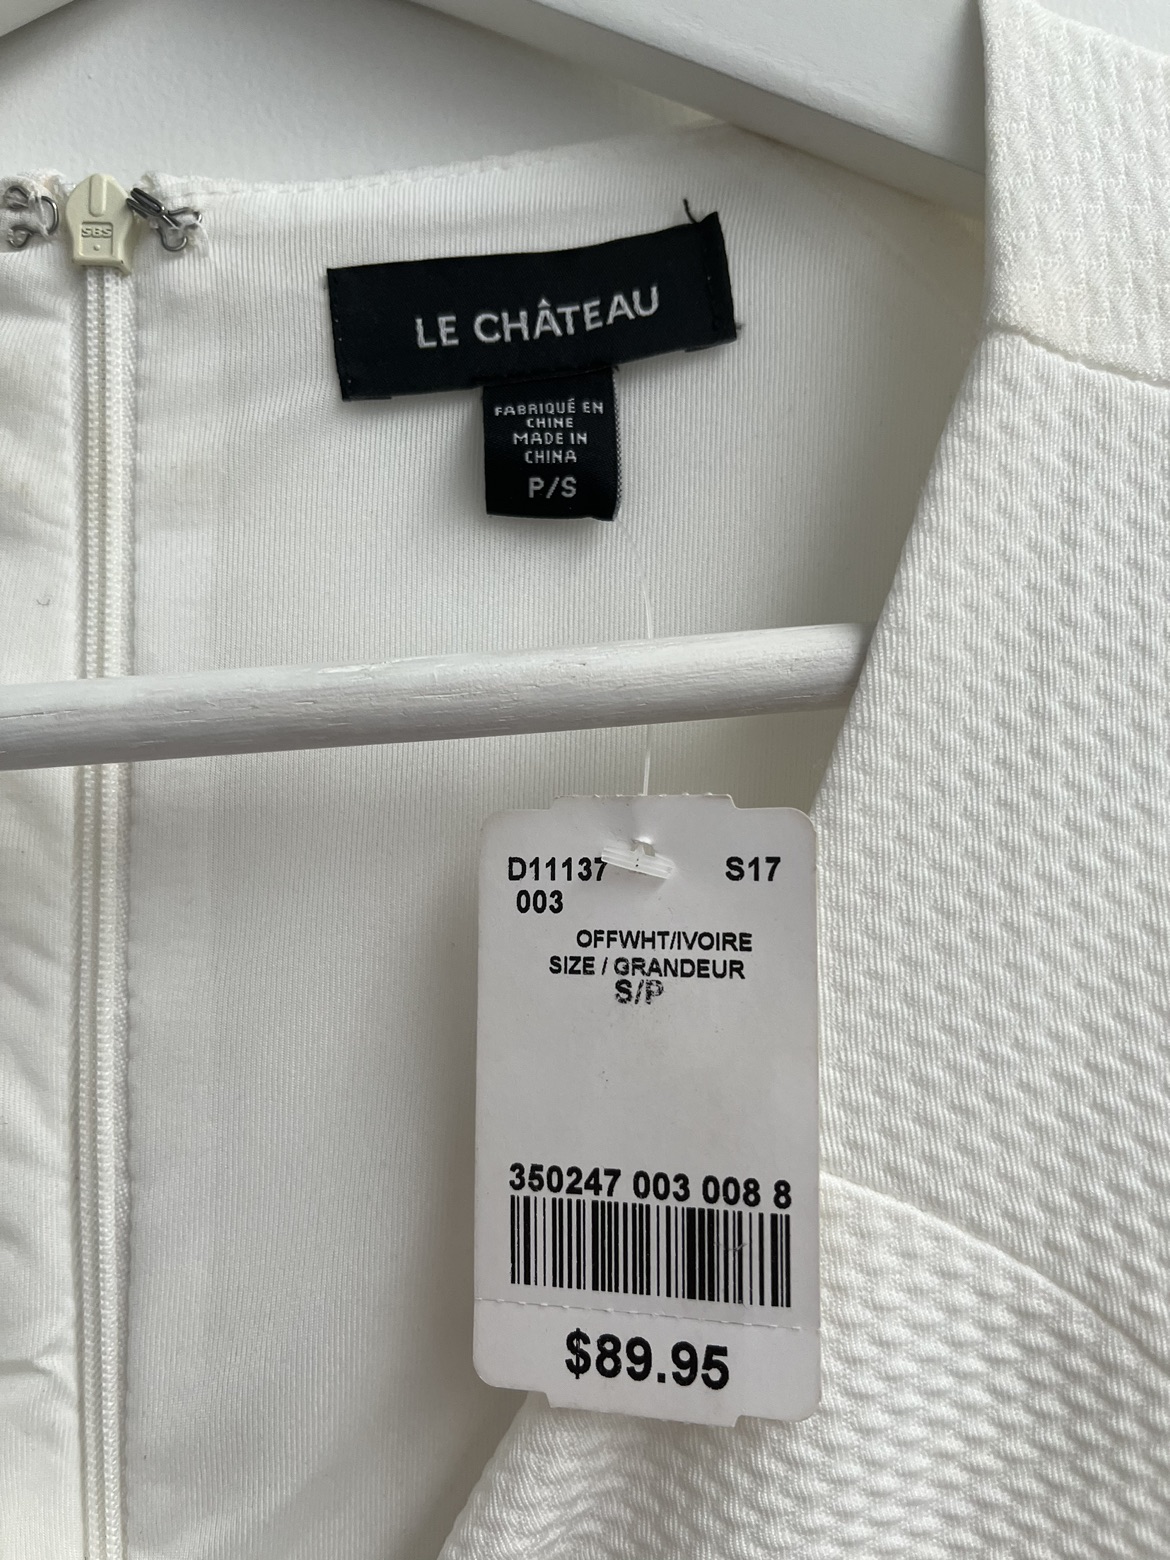 SBS
LE CHÂTEAU
FABRIQUÉ EN
CHINE
MADE IN
CHINA
P/S
D11137 S17
003
OFFWHT/IVOIRE
SIZE / GRANDEUR
S/P
350247 003 008 8
$89.95